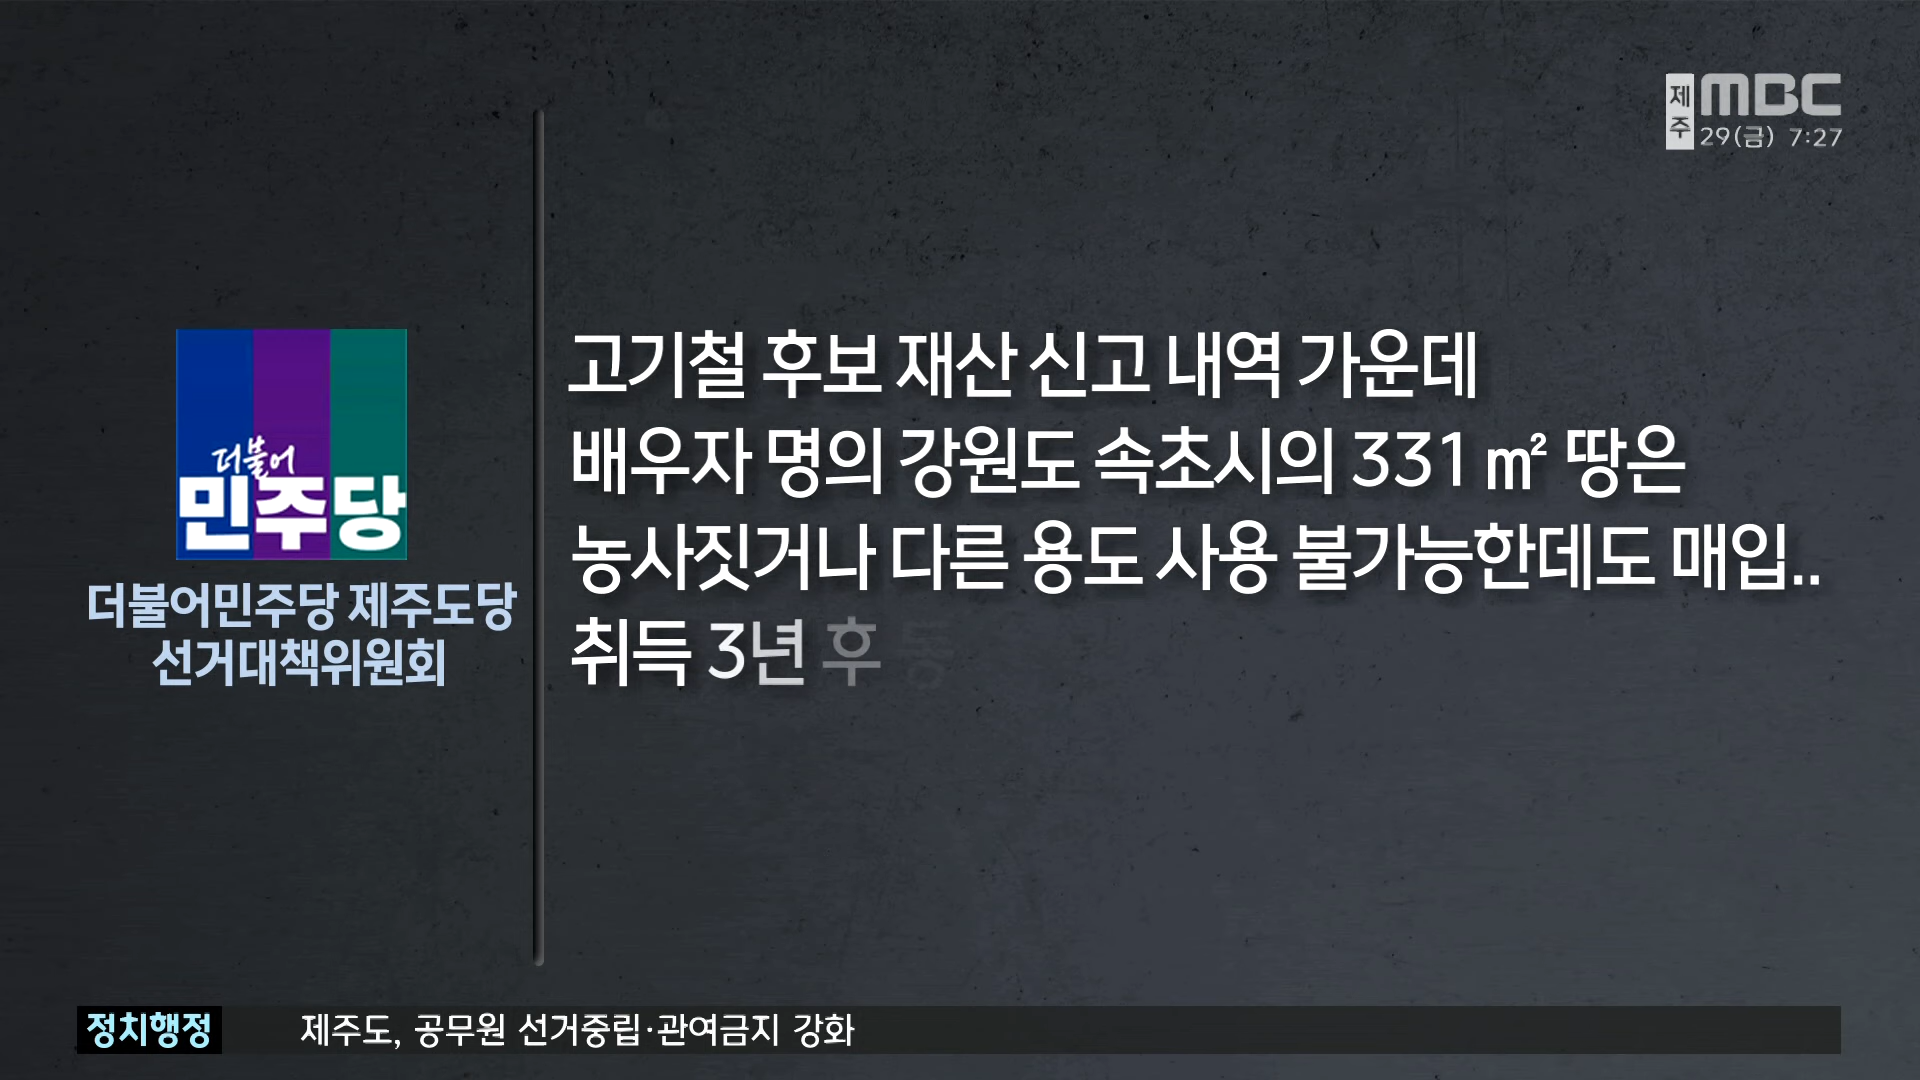 제주 MBC
29(금) 7:27
더불어
민주당
더불어민주당 제주도당
선거대책위원회
고기철 후보 재산 신고 내역 가운데
배우자 명의 강원도 속초시의 331㎡ 땅은
농사짓거나 다른 용도 사용 불가능한데도 매입..
취득 3년 후
정치행정 제주도, 공무원 선거중립·관여금지 강화